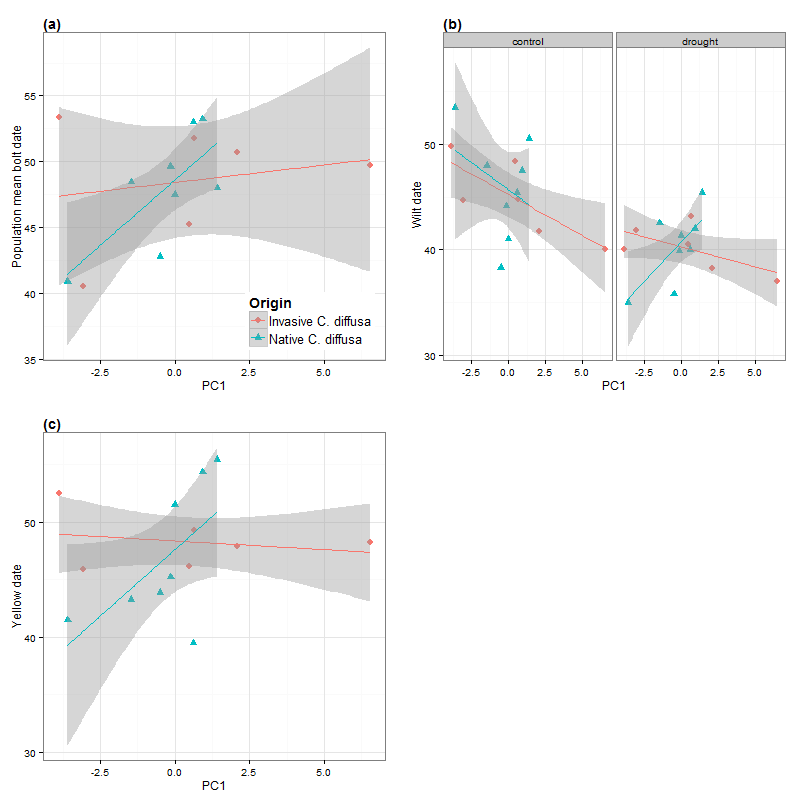 (a)
Population mean bolt date
55
50
45
40
35
-2.5
0.0
2.5
5.0
PC1
Origin
Invasive C. diffusa
Native C. diffusa
(b)
control
drought
Wilt date
50
40
30
-2.5
0.0
2.5
5.0
-2.5
0.0
2.5
5.0
PC1
(c)
Yellow date
50
40
30
-2.5
0.0
2.5
5.0
PC1